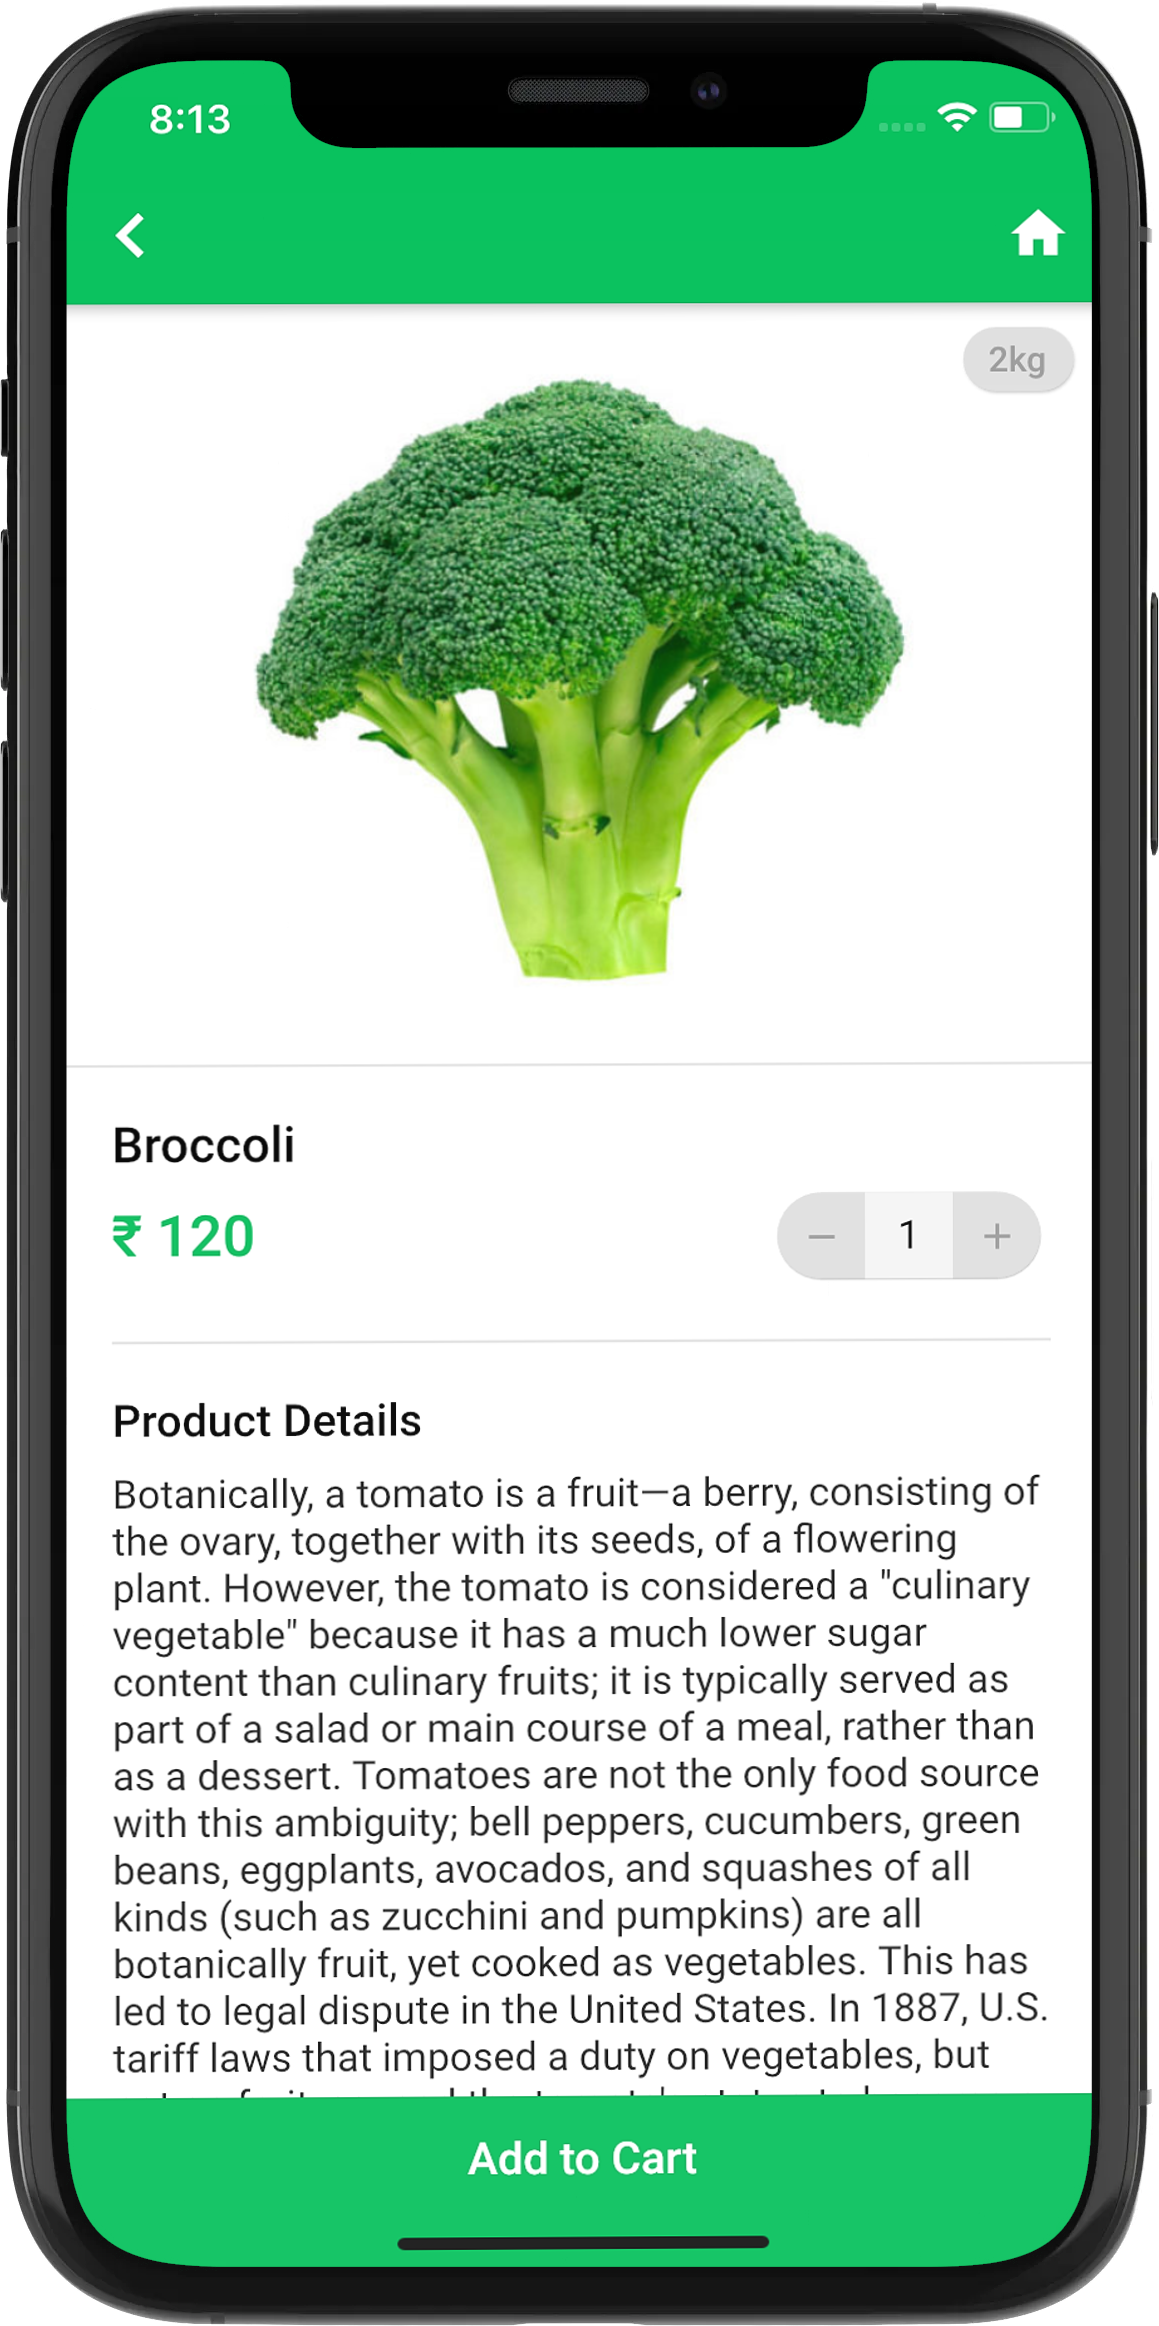 8:13
2kg
Broccoli
₹ 120
− 1 +
Product Details
Botanically, a tomato is a fruit—a berry, consisting of
the ovary, together with its seeds, of a flowering
plant. However, the tomato is considered a "culinary
vegetable" because it has a much lower sugar
content than culinary fruits; it is typically served as
part of a salad or main course of a meal, rather than
as a dessert. Tomatoes are not the only food source
with this ambiguity; bell peppers, cucumbers, green
beans, eggplants, avocados, and squashes of all
kinds (such as zucchini and pumpkins) are all
botanically fruit, yet cooked as vegetables. This has
led to legal dispute in the United States. In 1887, U.S.
tariff laws that imposed a duty on vegetables, but
Add to Cart